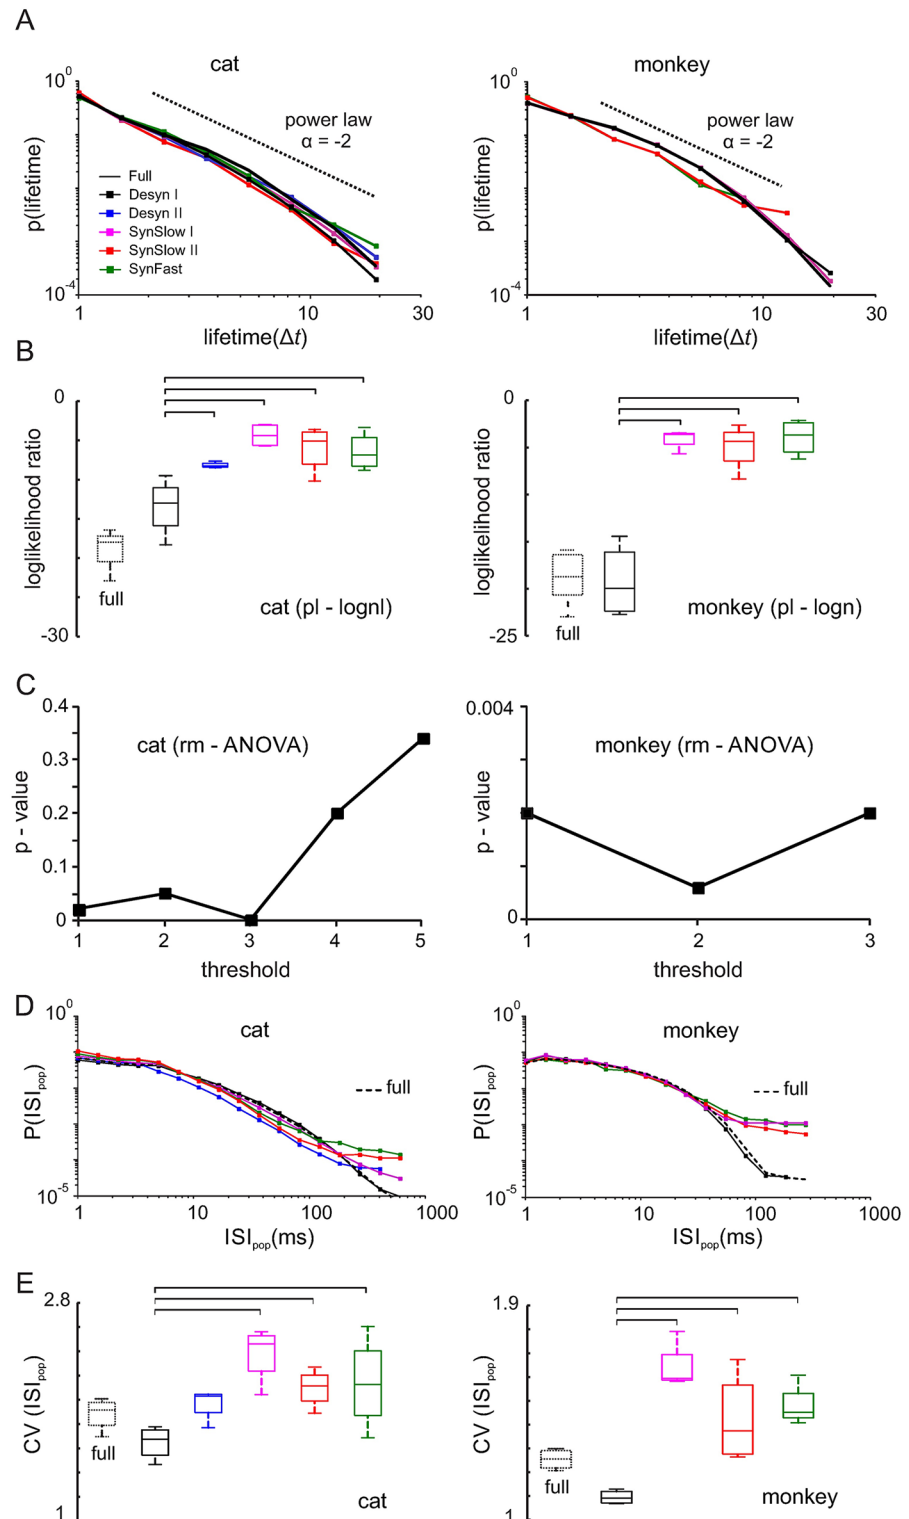 A
cat
monkey
10^0
p(lifetime)
power law
α = -2
Full
Desyn I
Desyn II
SynSlow I
SynSlow II
SynFast
10^-4
1
10
30
lifetime(Δt)
10^0
p(lifetime)
power law
α = -2
10^-4
1
10
30
lifetime(Δt)
B
0
loglikelihood ratio
full
cat (pl - lognl)
-30
0
loglikelihood ratio
full
monkey (pl - logn)
-25
C
0.4
0.3
0.2
0.1
0
p - value
cat (rm - ANOVA)
1
2
3
4
5
threshold
0.004
0
p - value
monkey (rm - ANOVA)
1
2
3
threshold
D
cat
monkey
10^0
P(ISIpop)
full
10^-5
1
10
100
1000
ISIpop(ms)
10^0
P(ISIpop)
full
10^-5
1
10
100
1000
ISIpop(ms)
E
2.8
CV (ISIpop)
full
cat
1
1.9
CV (ISIpop)
full
monkey
1